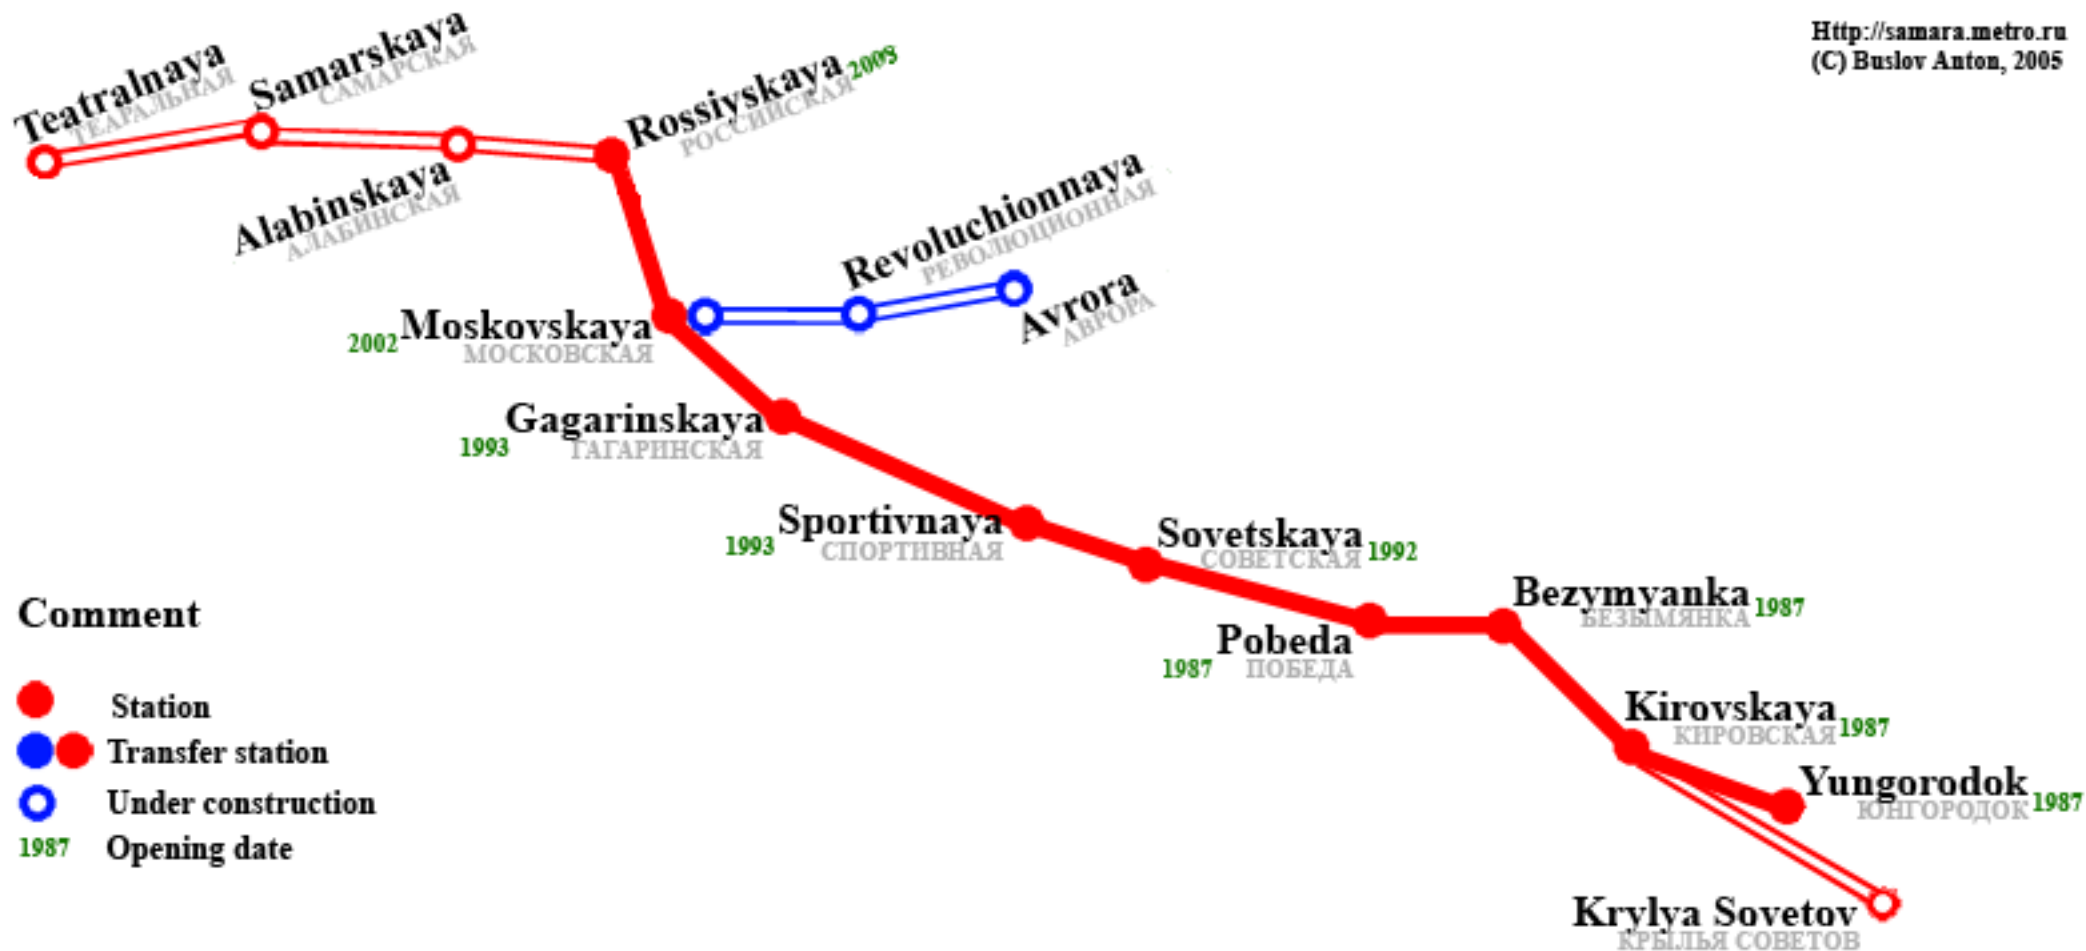 Http://samara.metro.ru
(C) Buslov Anton, 2005
Teatralnaya
ТЕАРАЛЬНАЯ
Samarskaya
САМАРСКАЯ
Alabinskaya
АЛАБИНСКАЯ
Rossiyskaya
РОССИЙСКАЯ
Revoluchionnaya
РЕВОЛЮЦИОННАЯ
Avrora
АВРОРА
2002 Moskovskaya
МОСКОВСКАЯ
Gagarinskaya
1993 ГАГАРИНСКАЯ
Sportivnaya
1993 СПОРТИВНАЯ
Sovetskaya
СОВЕТСКАЯ 1992
Pobeda
1987 ПОБЕДА
Bezymyanka
БЕЗЫМЯНКА 1987
Kirovskaya
КИРОВСКАЯ 1987
Yungorodok
ЮНГОРОДОК 1987
Krylya Sovetov
КРЫЛЬЯ СОВЕТОВ
Comment
Station
Transfer station
Under construction
1987 Opening date